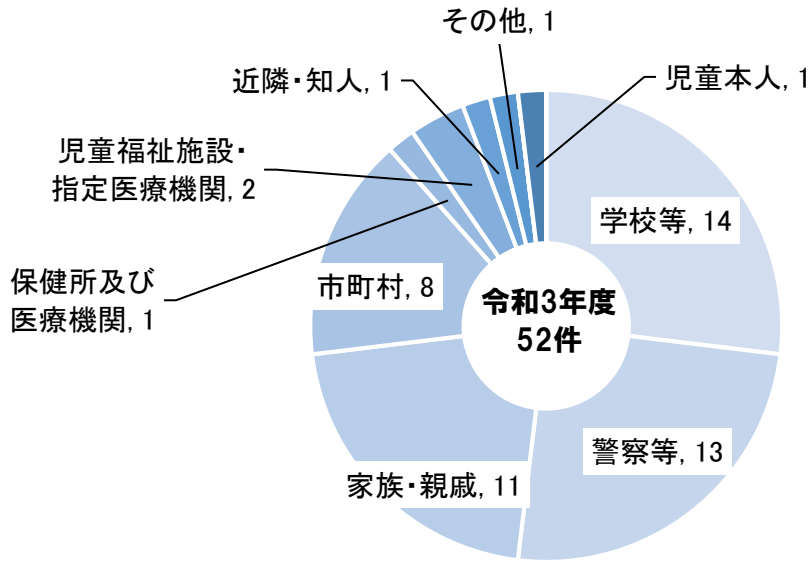 その他, 1
近隣・知人, 1
児童本人, 1
児童福祉施設・
指定医療機関, 2
学校等, 14
保健所及び
医療機関, 1
市町村, 8
令和3年度
52件
警察等, 13
家族・親戚, 11